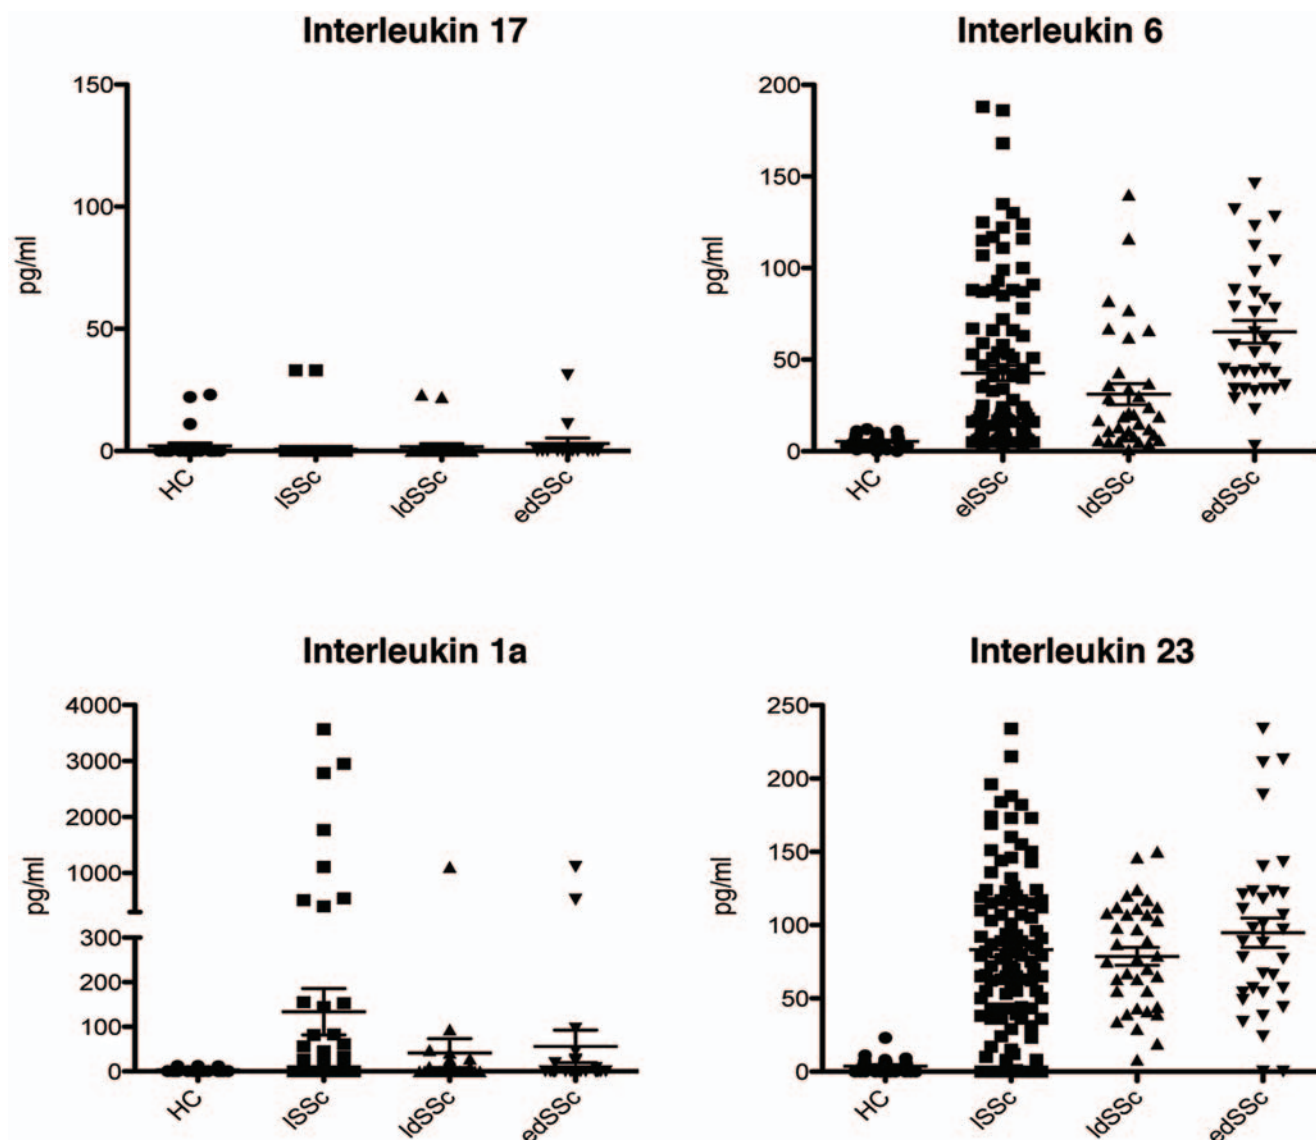 Interleukin 17
150
100
50
0
pg/ml
HC
lSSc
ldSSc
edSSc
Interleukin 6
200
150
100
50
0
pg/ml
HC
elSSc
ldSSc
edSSc
Interleukin 1a
4000
3000
2000
1000
300
200
100
0
pg/ml
HC
lSSc
ldSSc
edSSc
Interleukin 23
250
200
150
100
50
0
pg/ml
HC
lSSc
ldSSc
edSSc